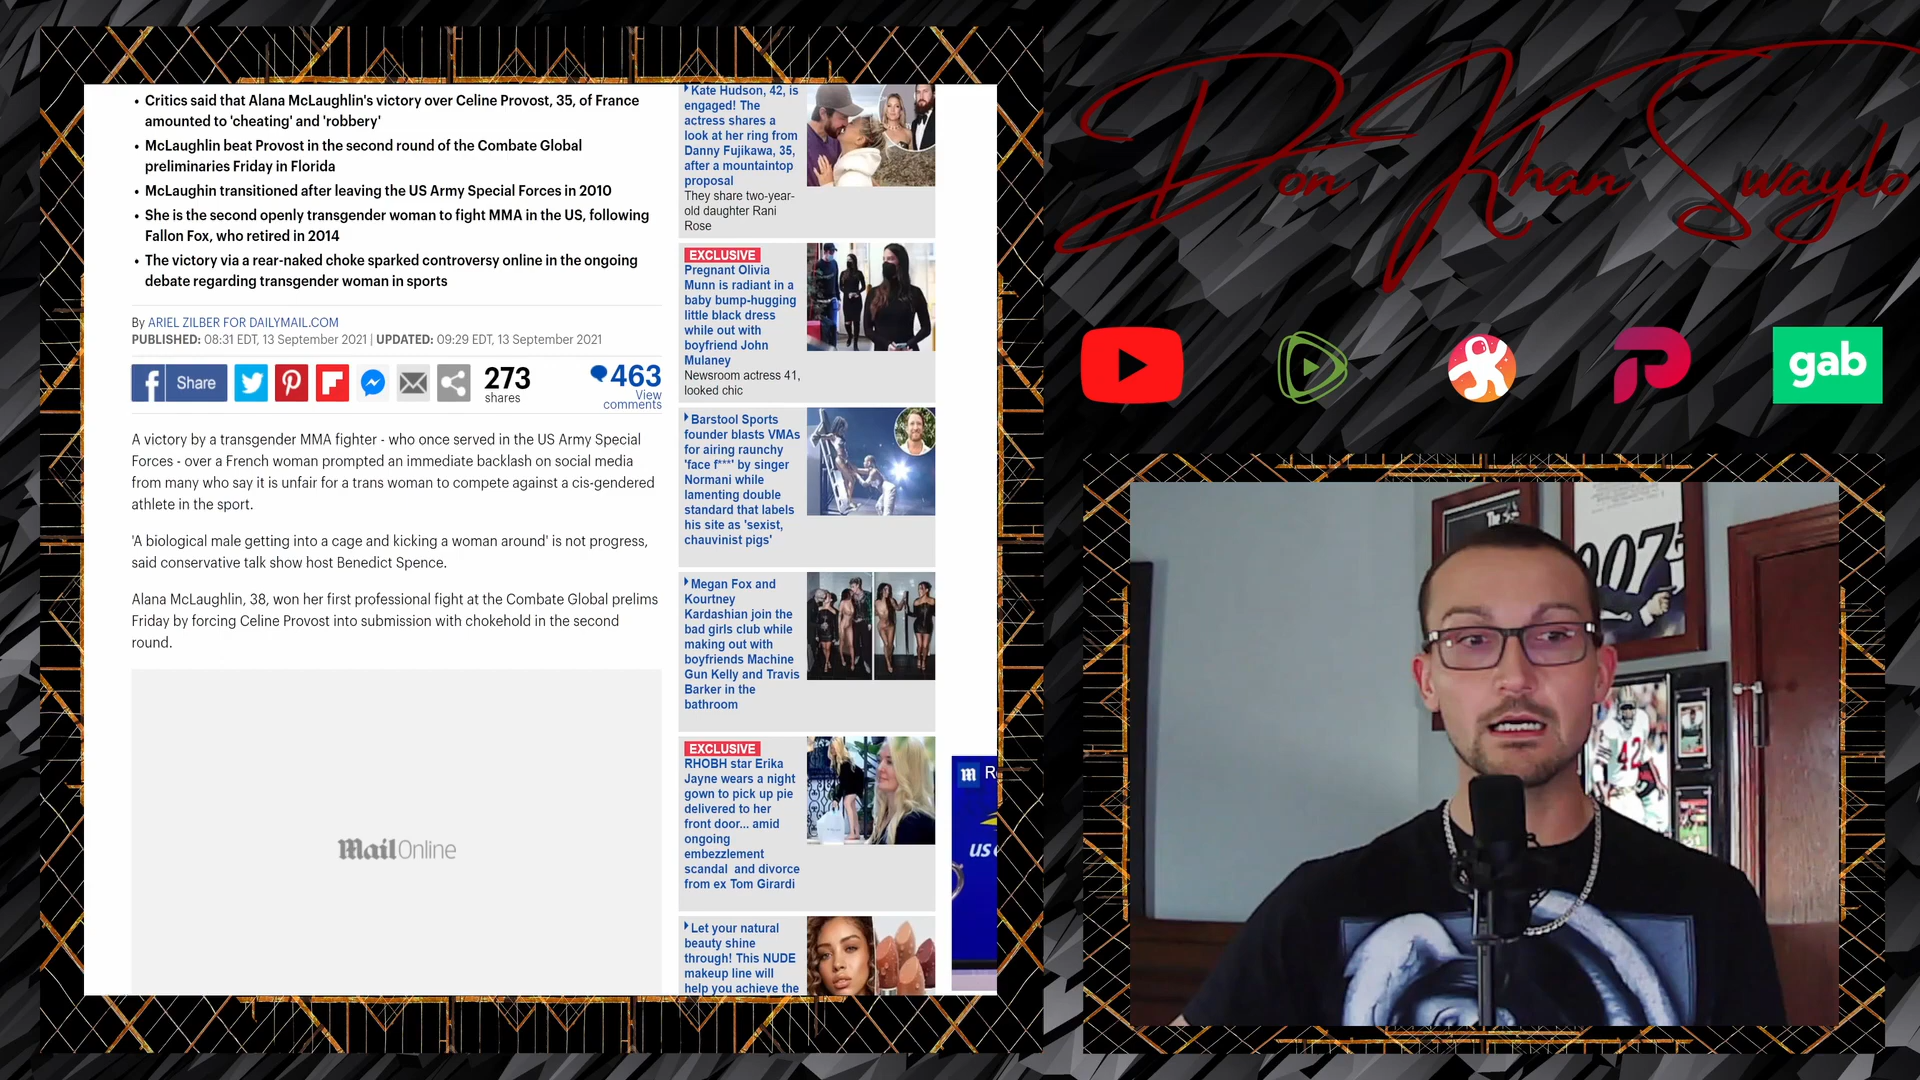 Critics said that Alana McLaughlin's victory over Celine Provost, 35, of France
amounted to 'cheating' and 'robbery'
McLaughlin beat Provost in the second round of the Combate Global
preliminaries Friday in Florida
McLaughin transitioned after leaving the US Army Special Forces in 2010
She is the second openly transgender woman to fight MMA in the US, following
Fallon Fox, who retired in 2014
The victory via a rear-naked choke sparked controversy online in the ongoing
debate regarding transgender woman in sports
By ARIEL ZILBER FOR DAILYMAIL.COM
PUBLISHED: 08:31 EDT, 13 September 2021 | UPDATED: 09:29 EDT, 13 September 2021
Share
273
shares
463
View
comments
A victory by a transgender MMA fighter - who once served in the US Army Special
Forces - over a French woman prompted an immediate backlash on social media
from many who say it is unfair for a trans woman to compete against a cis-gendered
athlete in the sport.
'A biological male getting into a cage and kicking a woman around' is not progress,
said conservative talk show host Benedict Spence.
Alana McLaughlin, 38, won her first professional fight at the Combate Global prelims
Friday by forcing Celine Provost into submission with chokehold in the second
round.
Mail Online
Kate Hudson, 42, is
engaged! The
actress shares a
look at her ring from
Danny Fujikawa, 35,
after a mountaintop
proposal
They share two-year-
old daughter Rani
Rose
EXCLUSIVE
Pregnant Olivia
Munn is radiant in a
baby bump-hugging
little black dress
while out with
boyfriend John
Mulaney
Newsroom actress 41,
looked chic
Barstool Sports
founder blasts VMAs
for airing raunchy
'face f***' by singer
Normani while
lamenting double
standard that labels
his site as 'sexist,
chauvinist pigs'
Megan Fox and
Kourtney
Kardashian join the
bad girls club while
making out with
boyfriends Machine
Gun Kelly and Travis
Barker in the
bathroom
EXCLUSIVE
RHOBH star Erika
Jayne wears a night
gown to pick up pie
delivered to her
front door... amid
ongoing
embezzlement
scandal and divorce
from ex Tom Girardi
Let your natural
beauty shine
through! This NUDE
makeup line will
help you achieve the
m R
us
Don Khan Swaylo
gab
The
007
42